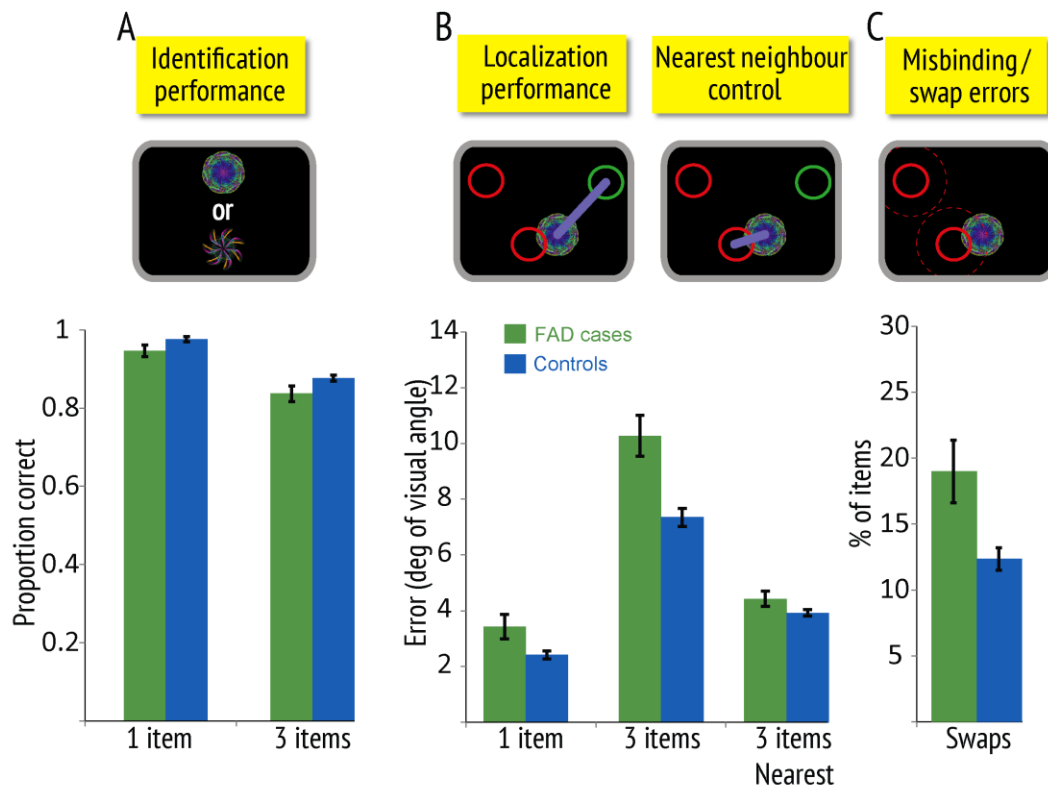 A
Identification
performance
or
1
0.8
0.6
0.4
0.2
Proportion correct
1 item
3 items
B
Localization
performance
Nearest neighbour
control
FAD cases
Controls
14
12
10
8
6
4
2
Error (deg of visual angle)
1 item
3 items
3 items
Nearest
C
Misbinding/
swap errors
30
25
20
15
10
5
% of items
Swaps